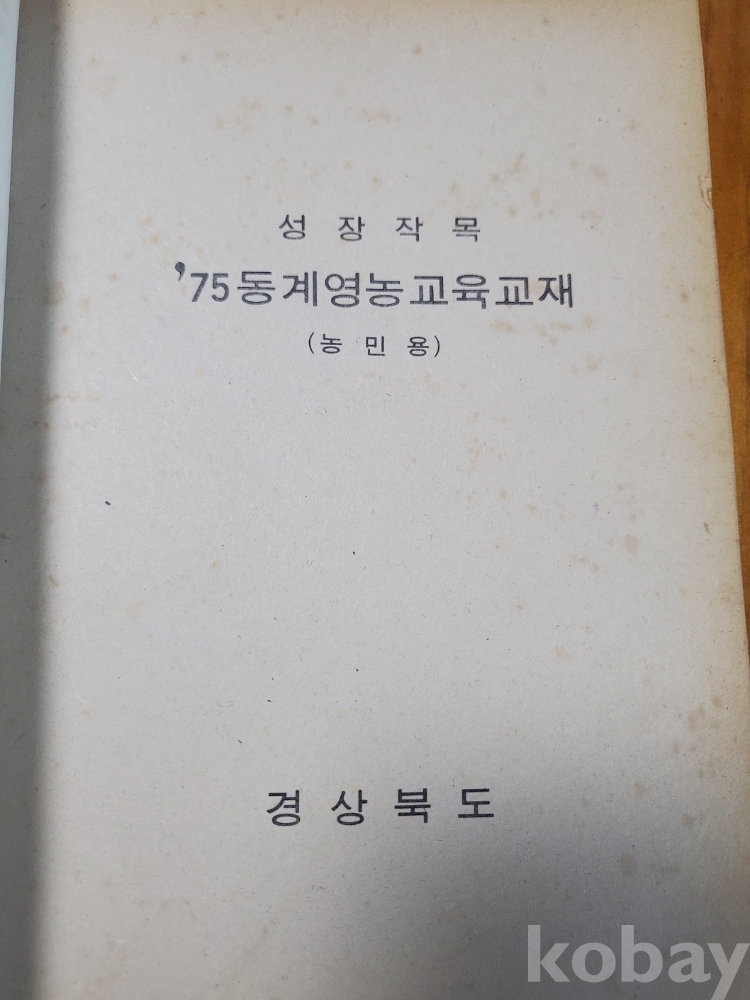 성 장 작 목
'75동계영농교육교재
(농 민 용)
경 상 북 도
kobay